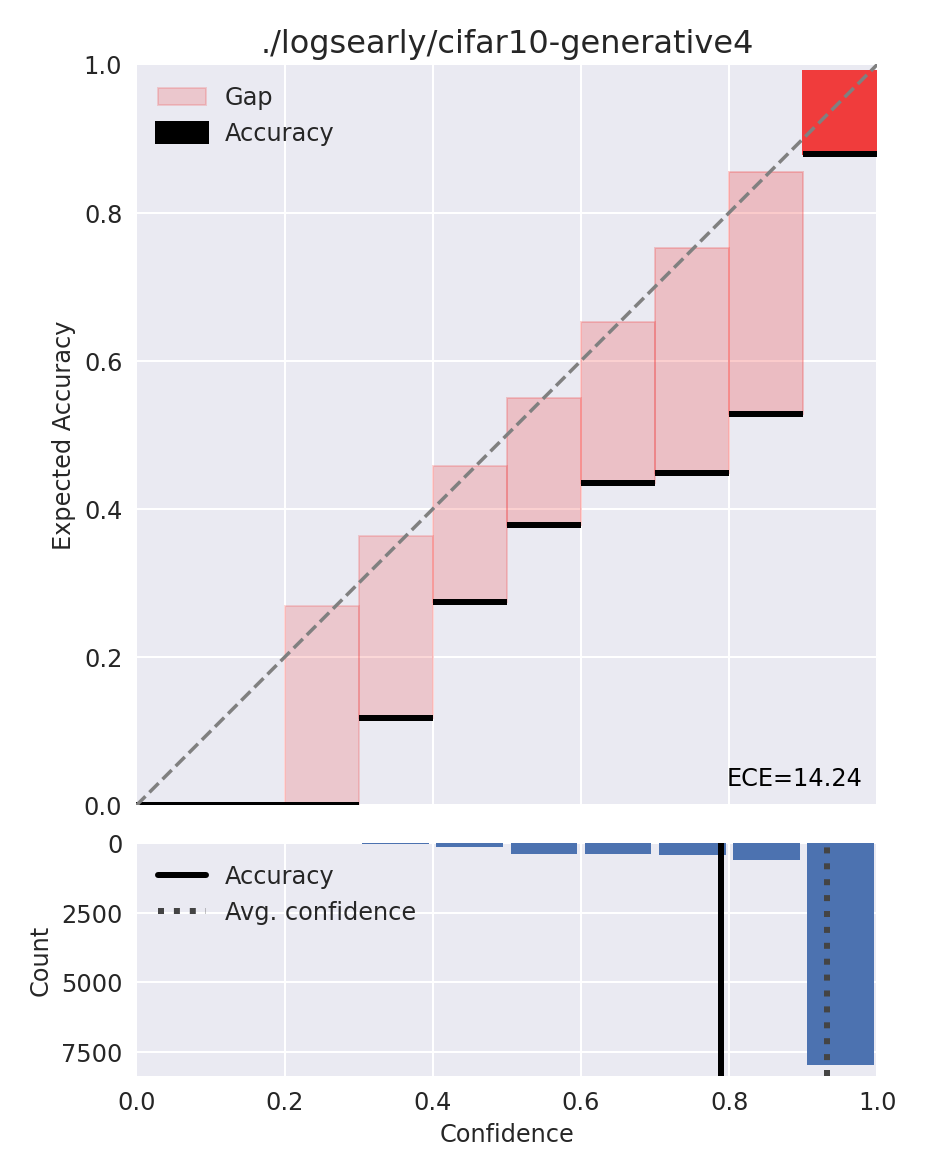 ./logsearly/cifar10-generative4
1.0
Gap
Accuracy
0.8
0.6
Expected Accuracy
0.4
0.2
ECE=14.24
0.0
0
Accuracy
Avg. confidence
2500
Count
5000
7500
0.0 0.2 0.4 0.6 0.8 1.0
Confidence